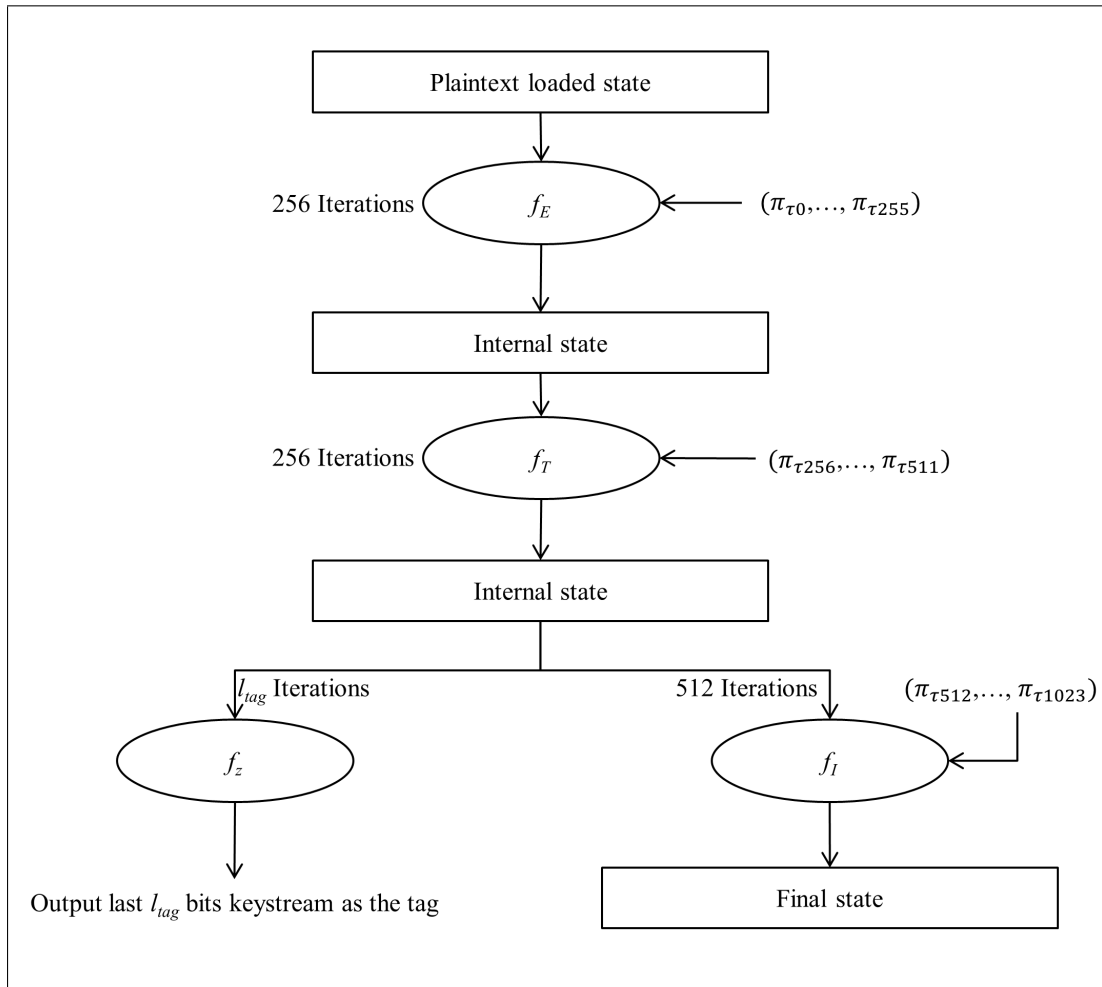 Plaintext loaded state
256 Iterations
f_E
(π_τ0,…, π_τ255)
Internal state
256 Iterations
f_T
(π_τ256,…, π_τ511)
Internal state
l_tag Iterations
512 Iterations
(π_τ512,…, π_τ1023)
f_z
f_I
Output last l_tag bits keystream as the tag
Final state